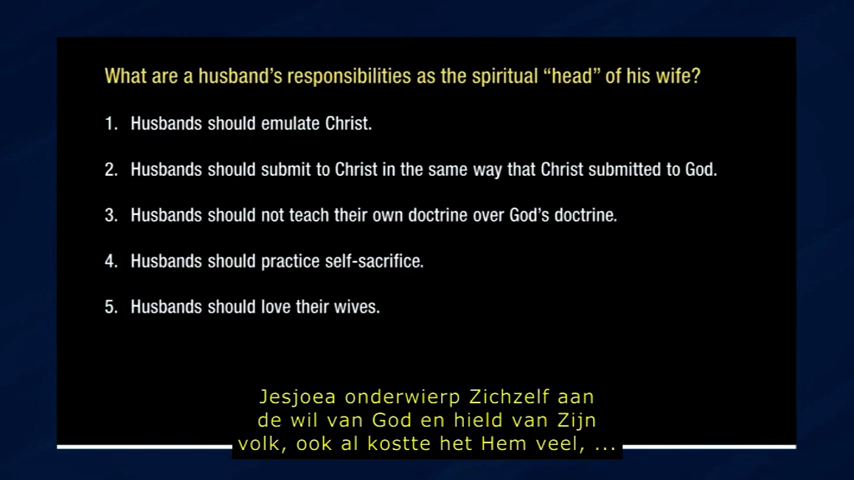 What are a husband's responsibilities as the spiritual “head” of his wife?
1. Husbands should emulate Christ.
2. Husbands should submit to Christ in the same way that Christ submitted to God.
3. Husbands should not teach their own doctrine over God's doctrine.
4. Husbands should practice self-sacrifice.
5. Husbands should love their wives.
Jesjoea onderwierp Zichzelf aan
de wil van God en hield van Zijn
volk, ook al kostte het Hem veel, ...